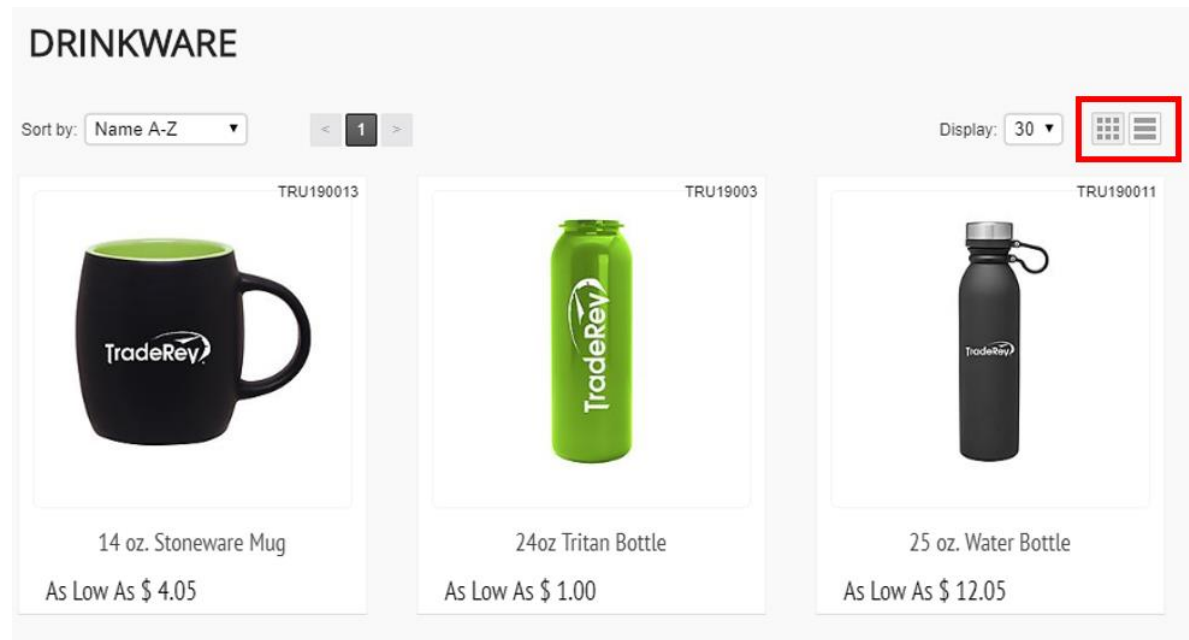 DRINKWARE
Sort by: Name A-Z < 1 > Display: 30
TRU190013
TradeRev
14 oz. Stoneware Mug
As Low As $ 4.05
TRU19003
TradeRev
24oz Tritan Bottle
As Low As $ 1.00
TRU190011
TradeRev
25 oz. Water Bottle
As Low As $ 12.05